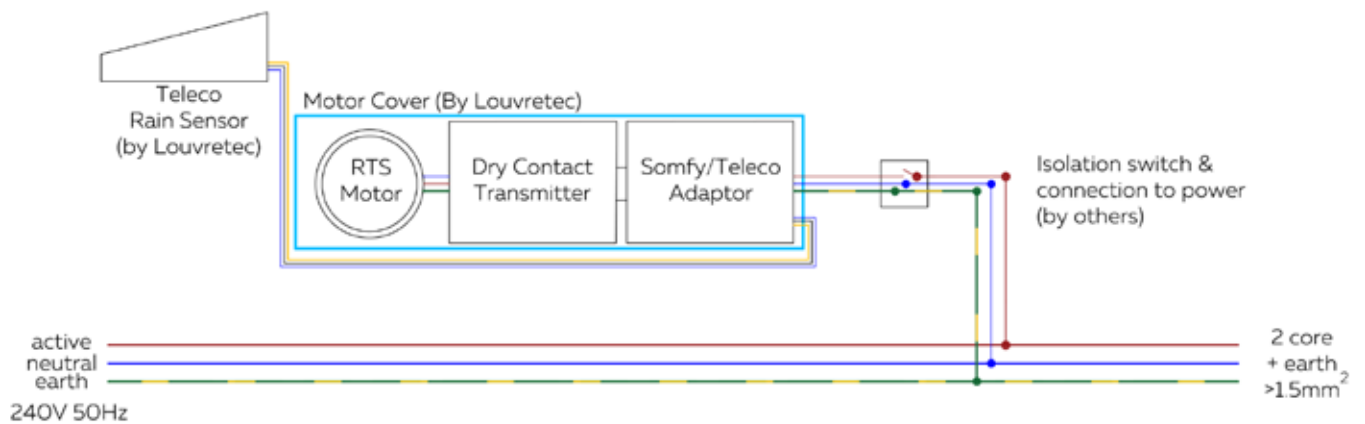 Teleco
Rain Sensor
(by Louvretec)
Motor Cover (By Louvretec)
RTS
Motor
Dry Contact
Transmitter
Somfy/Teleco
Adaptor
Isolation switch &
connection to power
(by others)
active
neutral
earth
240V 50Hz
2 core
+ earth
>1.5mm²